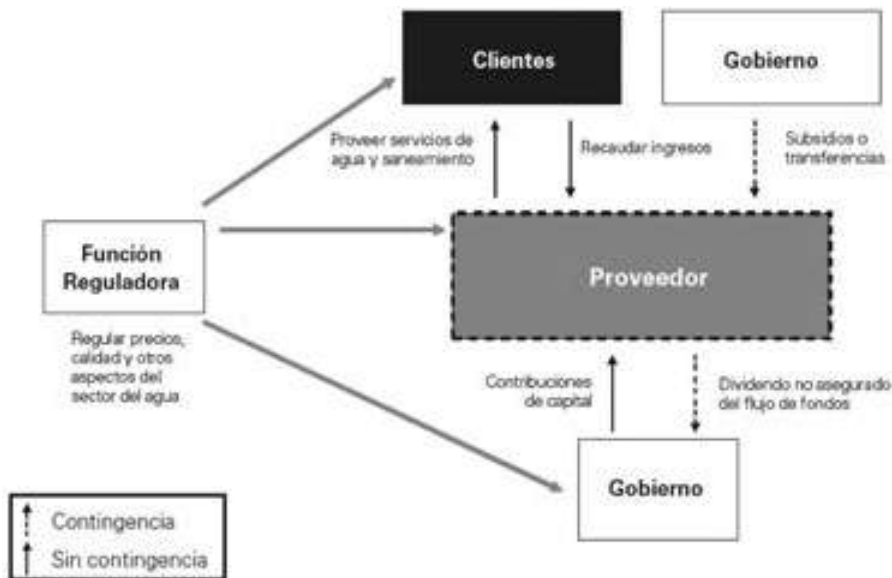 Clientes
Gobierno
Proveer servicios de
agua y saneamiento
Recaudar ingresos
Subsidios o
transferencias
Función
Reguladora
Proveedor
Regular precios,
calidad y otros
aspectos del
sector del agua
Contribuciones
de capital
Dividendo no asegurado
del flujo de fondos
Gobierno
Contingencia
Sin contingencia